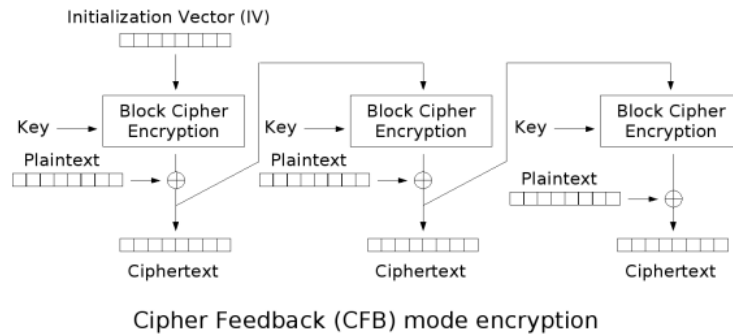 Initialization Vector (IV)
Block Cipher
Encryption
Key
Plaintext
Ciphertext
Block Cipher
Encryption
Key
Plaintext
Ciphertext
Block Cipher
Encryption
Key
Plaintext
Ciphertext
Cipher Feedback (CFB) mode encryption